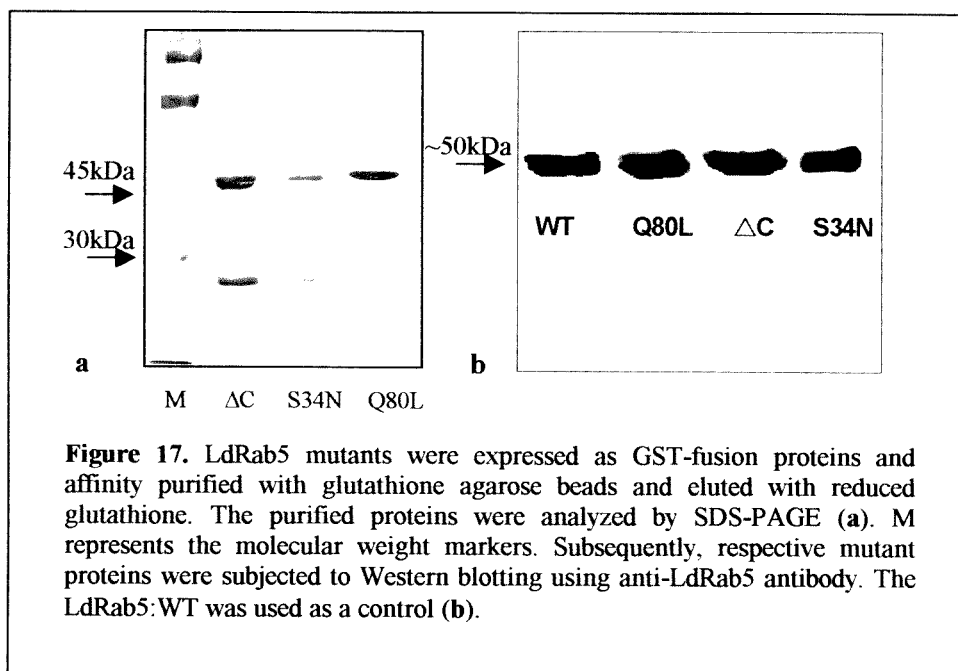 45kDa
30kDa
a
M ΔC S34N Q80L
~50kDa
WT Q80L △C S34N
b
Figure 17. LdRab5 mutants were expressed as GST-fusion proteins and
affinity purified with glutathione agarose beads and eluted with reduced
glutathione. The purified proteins were analyzed by SDS-PAGE (a). M
represents the molecular weight markers. Subsequently, respective mutant
proteins were subjected to Western blotting using anti-LdRab5 antibody. The
LdRab5:WT was used as a control (b).